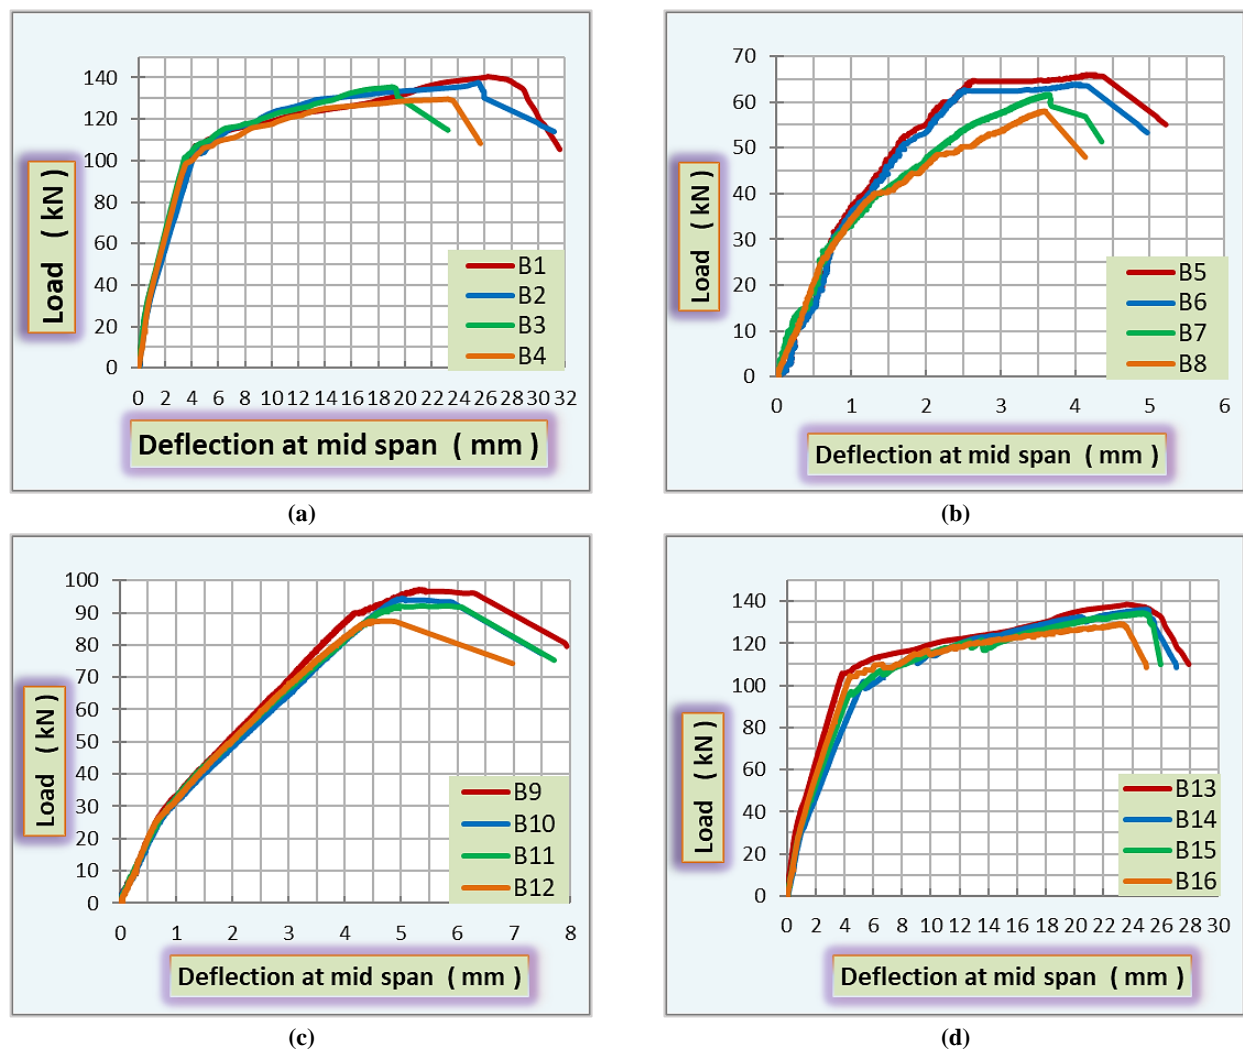 140
120
100
80
60
40
20
0
Load ( kN )
B1
B2
B3
B4
0 2 4 6 8 10 12 14 16 18 20 22 24 26 28 30 32
Deflection at mid span ( mm )
(a)
70
60
50
40
30
20
10
0
Load ( kN )
B5
B6
B7
B8
0 1 2 3 4 5 6
Deflection at mid span ( mm )
(b)
100
90
80
70
60
50
40
30
20
10
0
Load ( kN )
B9
B10
B11
B12
0 1 2 3 4 5 6 7 8
Deflection at mid span ( mm )
(c)
140
120
100
80
60
40
20
0
Load ( kN )
B13
B14
B15
B16
0 2 4 6 8 10 12 14 16 18 20 22 24 26 28 30
Deflection at mid span ( mm )
(d)